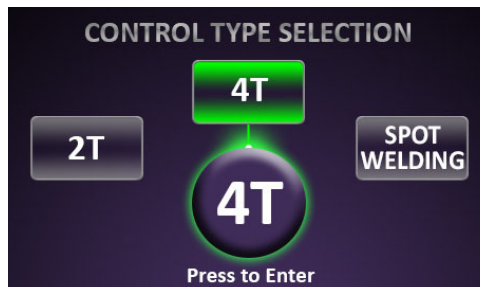 CONTROL TYPE SELECTION
4T
2T
SPOT
WELDING
4T
Press to Enter